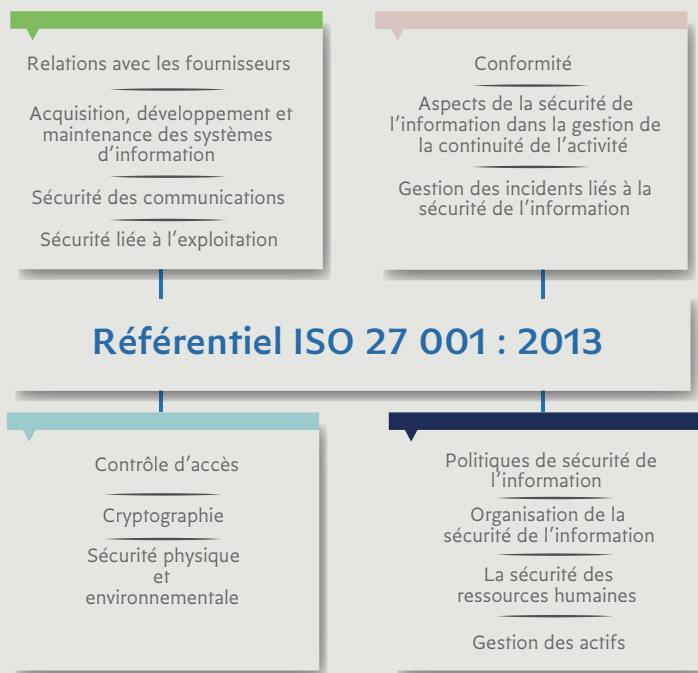 Relations avec les fournisseurs
Acquisition, développement et
maintenance des systèmes
d’information
Sécurité des communications
Sécurité liée à l’exploitation
Conformité
Aspects de la sécurité de
l’information dans la gestion de
la continuité de l’activité
Gestion des incidents liés à la
sécurité de l’information
Référentiel ISO 27 001 : 2013
Contrôle d’accès
Cryptographie
Sécurité physique
et
environnementale
Politiques de sécurité de
l’information
Organisation de la
sécurité de l’information
La sécurité des
ressources humaines
Gestion des actifs